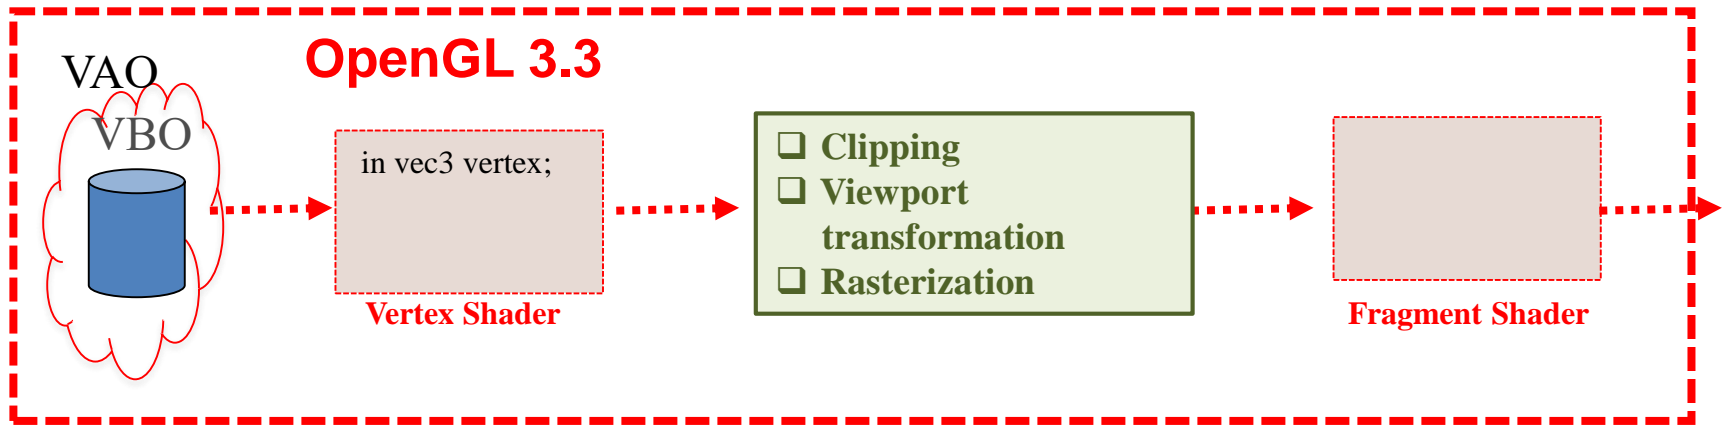 OpenGL 3.3
VAO
VBO
in vec3 vertex;
Vertex Shader
❑ Clipping
❑ Viewport
transformation
❑ Rasterization
Fragment Shader